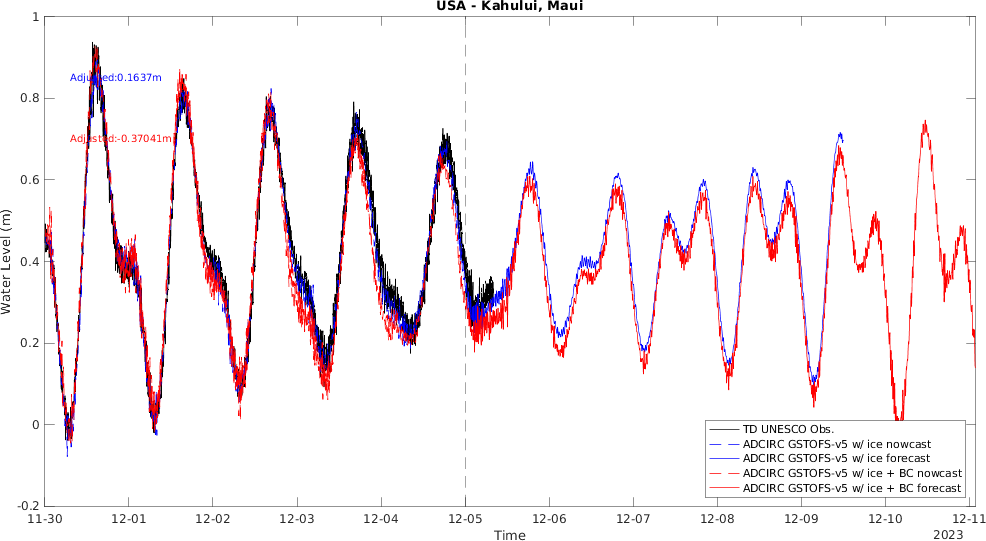 USA - Kahului, Maui
1
0.8
0.6
0.4
0.2
0
-0.2
Water Level (m)
Adjusted:0.1637m
Adjusted:-0.37041m
TD UNESCO Obs.
ADCIRC GSTOFS-v5 w/ ice nowcast
ADCIRC GSTOFS-v5 w/ ice forecast
ADCIRC GSTOFS-v5 w/ ice + BC nowcast
ADCIRC GSTOFS-v5 w/ ice + BC forecast
11-30 12-01 12-02 12-03 12-04 12-05 12-06 12-07 12-08 12-09 12-10 12-11
Time
2023